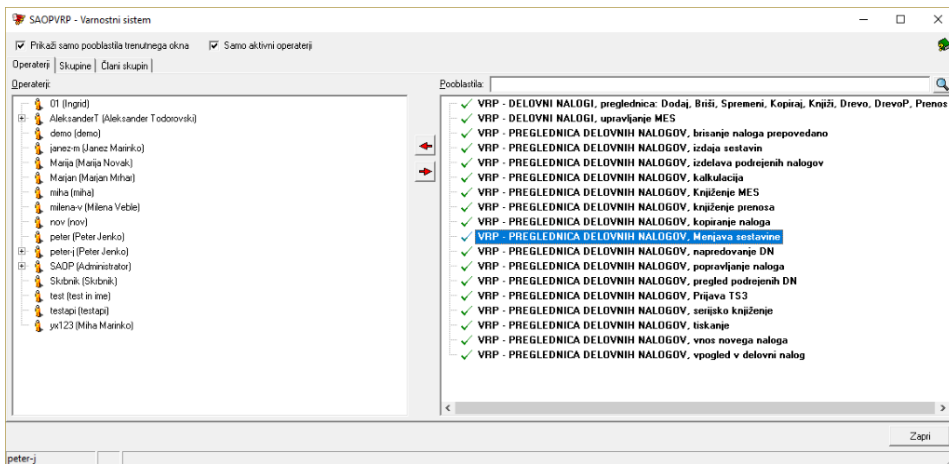 SAOPVRP - Varnostni sistem
Prikaži samo pooblastila trenutnega okna Samo aktivni operaterji
Operaterji Skupine Člani skupin
Operaterji:
01 (Ingrid)
AleksanderT (Aleksander Todorovski)
demo (demo)
janez-m (Janez Marinko)
Marija (Marija Novak)
Marjan (Marjan Mrhar)
miha (miha)
milena-v (Milena Veble)
nov (nov)
peter (Peter Jenko)
peter-j (Peter Jenko)
SAOP (Administrator)
Skrbnik (Skrbnik)
test (test in ime)
testapi (testapi)
yx123 (Miha Marinko)
Pooblastila:
VRP - DELOVNI NALOGI, preglednica: Dodaj, Briši, Spremeni, Kopiraj, Knjiži, Drevo, DrevoP, Prenos
VRP - DELOVNI NALOGI, upravljanje MES
VRP - PREGLEDNICA DELOVNIH NALOGOV, brisanje naloga prepovedano
VRP - PREGLEDNICA DELOVNIH NALOGOV, izdaja sestavin
VRP - PREGLEDNICA DELOVNIH NALOGOV, izdelava podrejenih nalogov
VRP - PREGLEDNICA DELOVNIH NALOGOV, kalkulacija
VRP - PREGLEDNICA DELOVNIH NALOGOV, Knjiženje MES
VRP - PREGLEDNICA DELOVNIH NALOGOV, knjiženje prenosa
VRP - PREGLEDNICA DELOVNIH NALOGOV, kopiranje naloga
VRP - PREGLEDNICA DELOVNIH NALOGOV, Menjava sestavine
VRP - PREGLEDNICA DELOVNIH NALOGOV, napredovanje DN
VRP - PREGLEDNICA DELOVNIH NALOGOV, popravljanje naloga
VRP - PREGLEDNICA DELOVNIH NALOGOV, pregled podrejenih DN
VRP - PREGLEDNICA DELOVNIH NALOGOV, Prijava TS3
VRP - PREGLEDNICA DELOVNIH NALOGOV, serijsko knjiženje
VRP - PREGLEDNICA DELOVNIH NALOGOV, tiskanje
VRP - PREGLEDNICA DELOVNIH NALOGOV, vnos novega naloga
VRP - PREGLEDNICA DELOVNIH NALOGOV, vpogled v delovni nalog
Zapri
peter-j